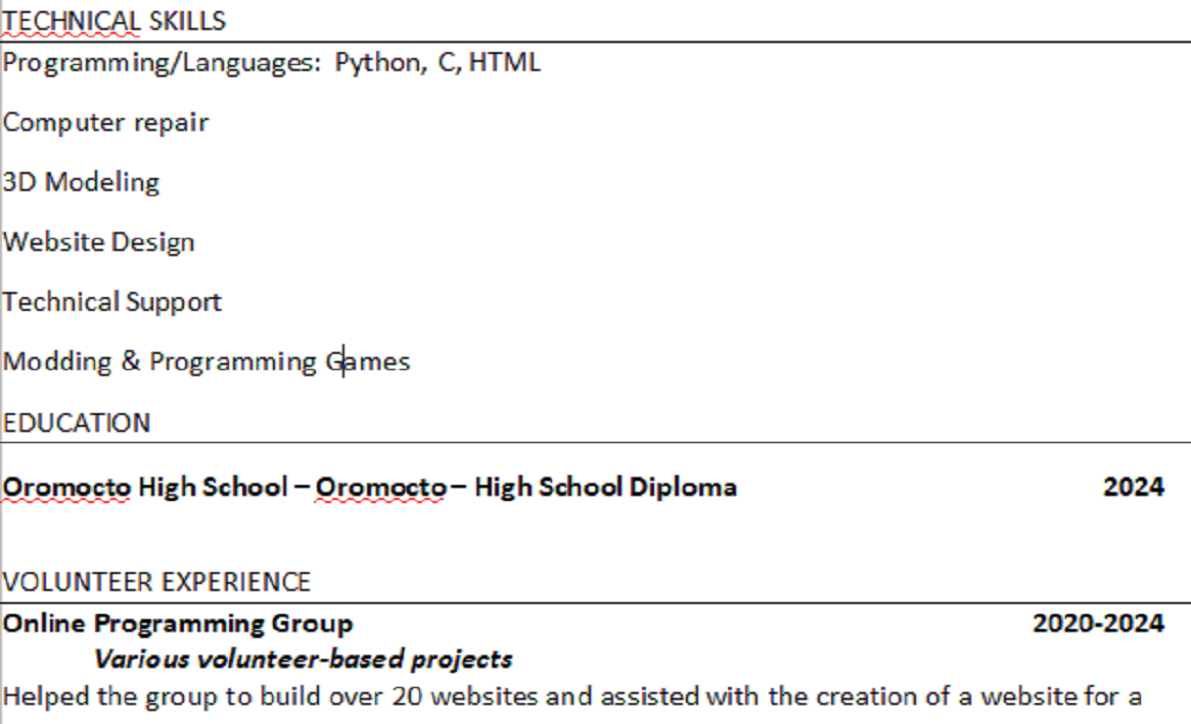 TECHNICAL SKILLS
Programming/Languages: Python, C, HTML
Computer repair
3D Modeling
Website Design
Technical Support
Modding & Programming Games
EDUCATION
Oromocto High School – Oromocto – High School Diploma 2024
VOLUNTEER EXPERIENCE
Online Programming Group 2020-2024
Various volunteer-based projects
Helped the group to build over 20 websites and assisted with the creation of a website for a